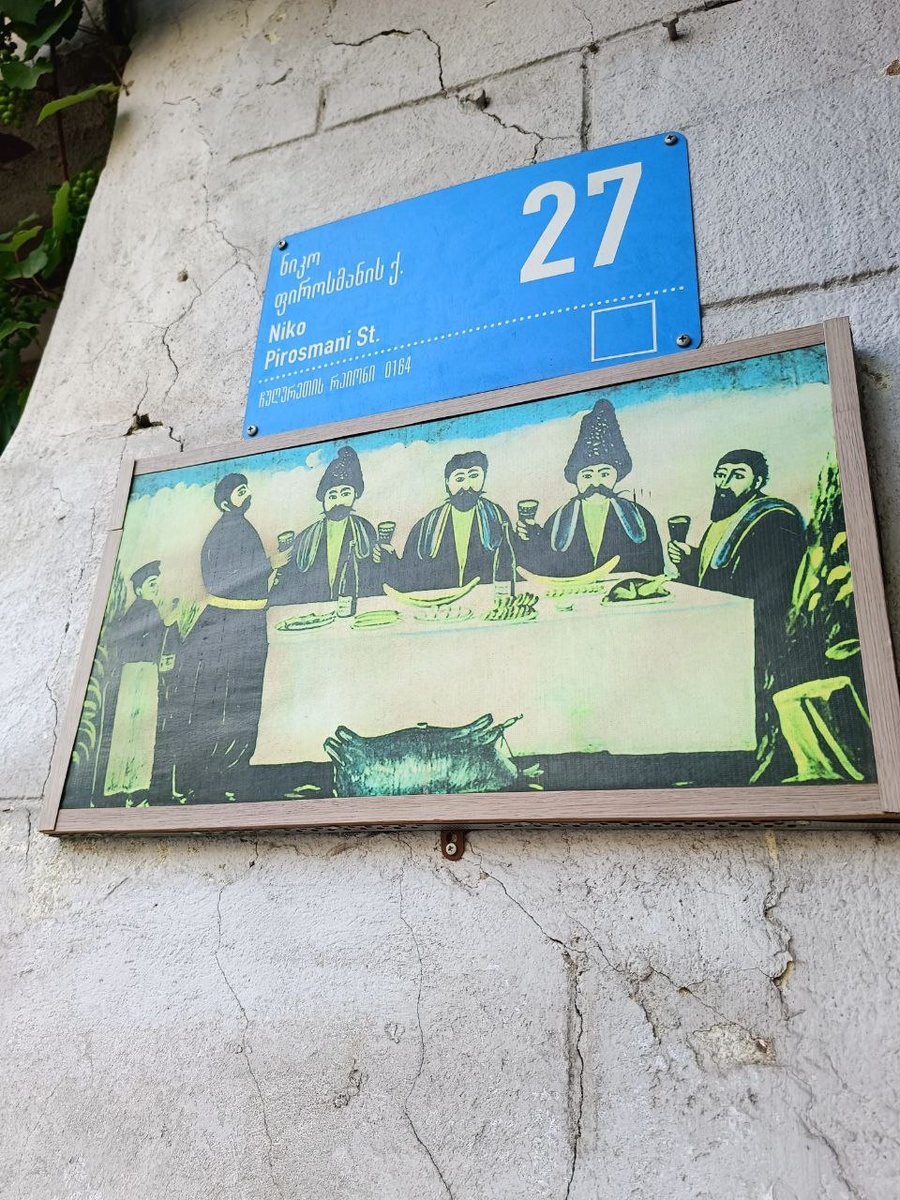 27
ნიკო
ფიროსმანის ქ.
Niko
Pirosmani St.
ჩუღურეთის რაიონი 0164